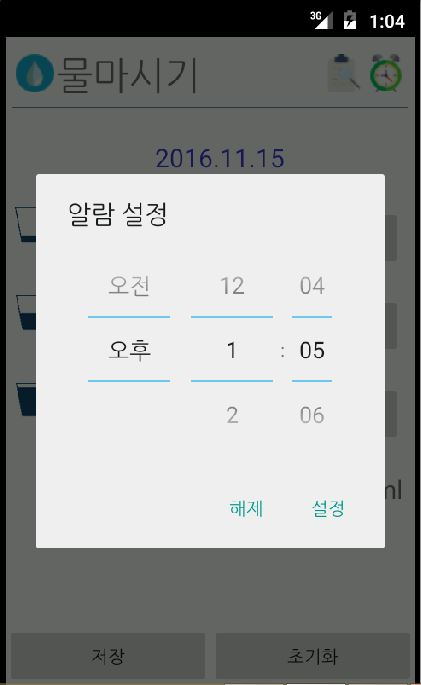 3G 1:04
물마시기
2016.11.15
알람 설정
오전 12 04
오후 1 : 05
2 06
ml
해제 설정
저장 초기화